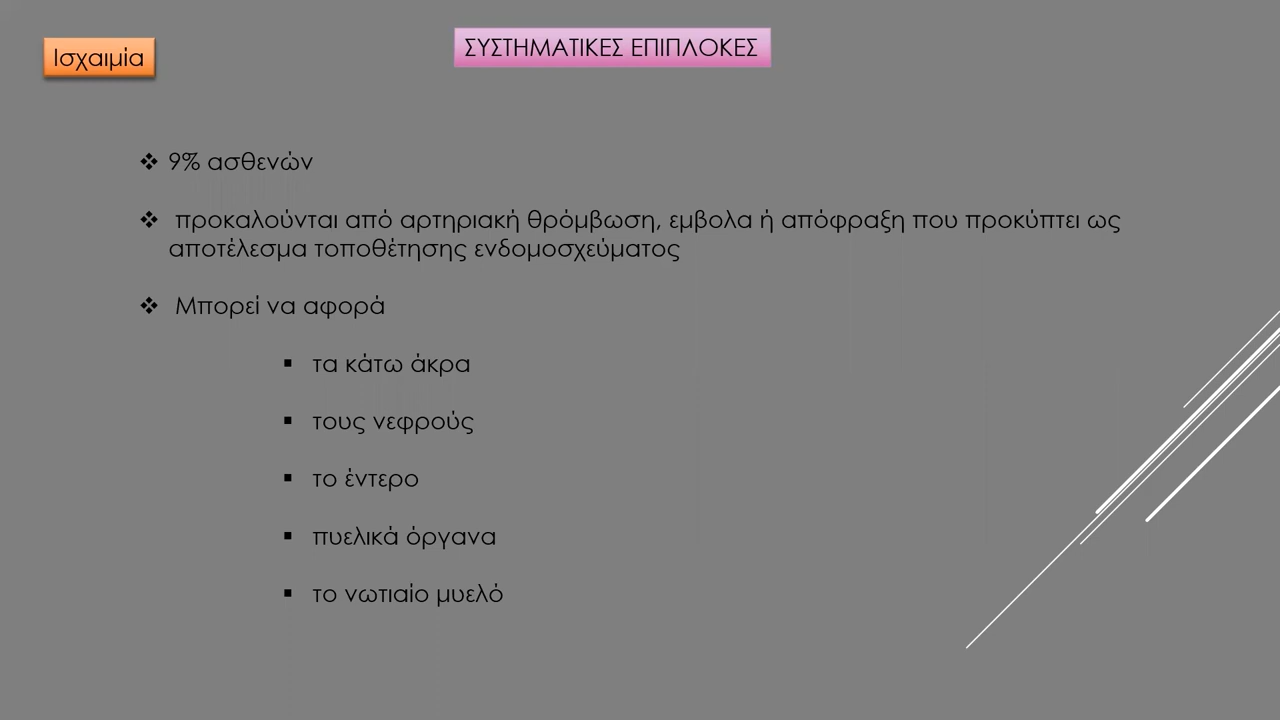 Ισχαιμία
ΣΥΣΤΗΜΑΤΙΚΕΣ ΕΠΙΠΛΟΚΕΣ
❖ 9% ασθενών
❖ προκαλούνται από αρτηριακή θρόμβωση, εμβολα ή απόφραξη που προκύπτει ως
αποτέλεσμα τοποθέτησης ενδομοσχεύματος
❖ Μπορεί να αφορά
▪ τα κάτω άκρα
▪ τους νεφρούς
▪ το έντερο
▪ πυελικά όργανα
▪ το νωτιαίο μυελό